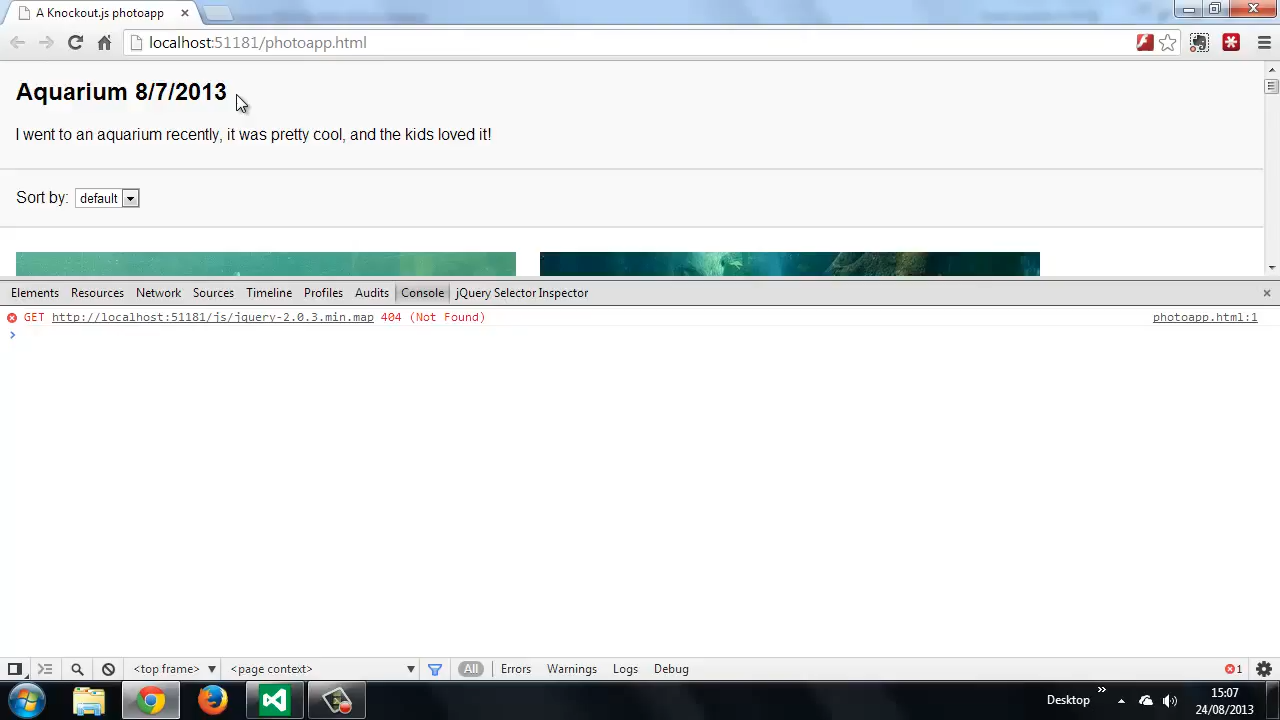 A Knockout.js photoapp
localhost:51181/photoapp.html
Aquarium 8/7/2013
I went to an aquarium recently, it was pretty cool, and the kids loved it!
Sort by: default
Elements Resources Network Sources Timeline Profiles Audits Console jQuery Selector Inspector
GET http://localhost:51181/js/jquery-2.0.3.min.map 404 (Not Found) photoapp.html:1
<top frame> <page context> All Errors Warnings Logs Debug 1
Desktop 15:07
24/08/2013